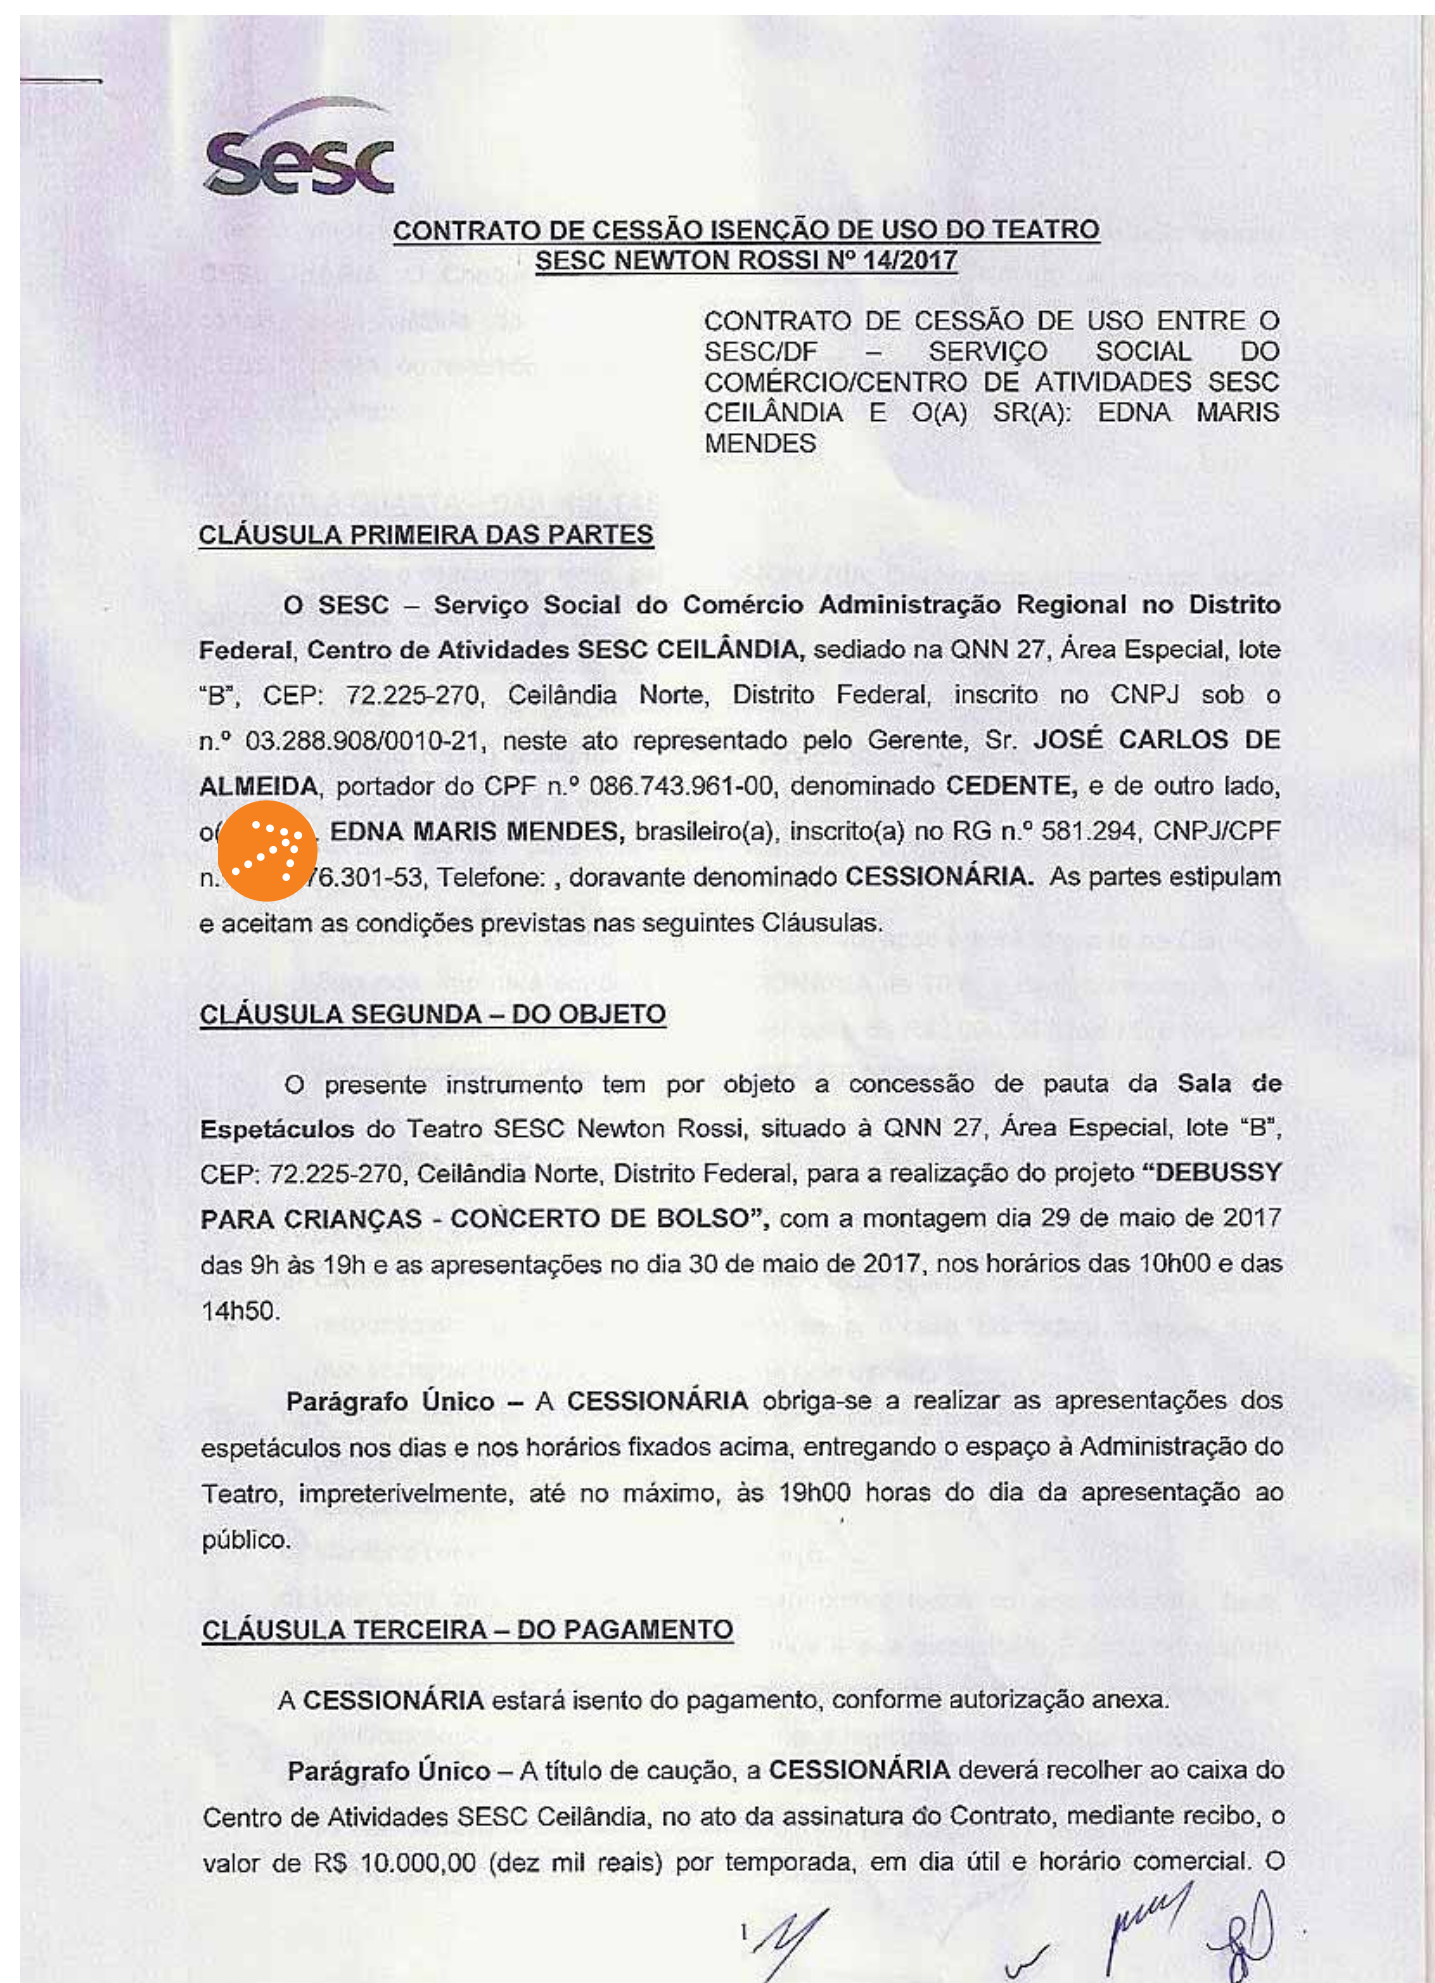 Sesc
CONTRATO DE CESSÃO ISENÇÃO DE USO DO TEATRO
SESC NEWTON ROSSI Nº 14/2017
CONTRATO DE CESSÃO DE USO ENTRE O
SESC/DF – SERVIÇO SOCIAL DO
COMÉRCIO/CENTRO DE ATIVIDADES SESC
CEILÂNDIA E O(A) SR(A): EDNA MARIS
MENDES
CLÁUSULA PRIMEIRA DAS PARTES
O SESC – Serviço Social do Comércio Administração Regional no Distrito
Federal, Centro de Atividades SESC CEILÂNDIA, sediado na QNN 27, Área Especial, lote
“B”, CEP: 72.225-270, Ceilândia Norte, Distrito Federal, inscrito no CNPJ sob o
n.º 03.288.908/0010-21, neste ato representado pelo Gerente, Sr. JOSÉ CARLOS DE
ALMEIDA, portador do CPF n.º 086.743.961-00, denominado CEDENTE, e de outro lado,
EDNA MARIS MENDES, brasileiro(a), inscrito(a) no RG n.º 581.294, CNPJ/CPF
76.301-53, Telefone: , doravante denominado CESSIONÁRIA. As partes estipulam
e aceitam as condições previstas nas seguintes Cláusulas.
CLÁUSULA SEGUNDA – DO OBJETO
O presente instrumento tem por objeto a concessão de pauta da Sala de
Espetáculos do Teatro SESC Newton Rossi, situado à QNN 27, Área Especial, lote “B”,
CEP: 72.225-270, Ceilândia Norte, Distrito Federal, para a realização do projeto “DEBUSSY
PARA CRIANÇAS - CONCERTO DE BOLSO”, com a montagem dia 29 de maio de 2017
das 9h às 19h e as apresentações no dia 30 de maio de 2017, nos horários das 10h00 e das
14h50.
Parágrafo Único – A CESSIONÁRIA obriga-se a realizar as apresentações dos
espetáculos nos dias e nos horários fixados acima, entregando o espaço à Administração do
Teatro, impreterivelmente, até no máximo, às 19h00 horas do dia da apresentação ao
público.
CLÁUSULA TERCEIRA – DO PAGAMENTO
A CESSIONÁRIA estará isento do pagamento, conforme autorização anexa.
Parágrafo Único – A título de caução, a CESSIONÁRIA deverá recolher ao caixa do
Centro de Atividades SESC Ceilândia, no ato da assinatura do Contrato, mediante recibo, o
valor de R$ 10.000,00 (dez mil reais) por temporada, em dia útil e horário comercial. O
1